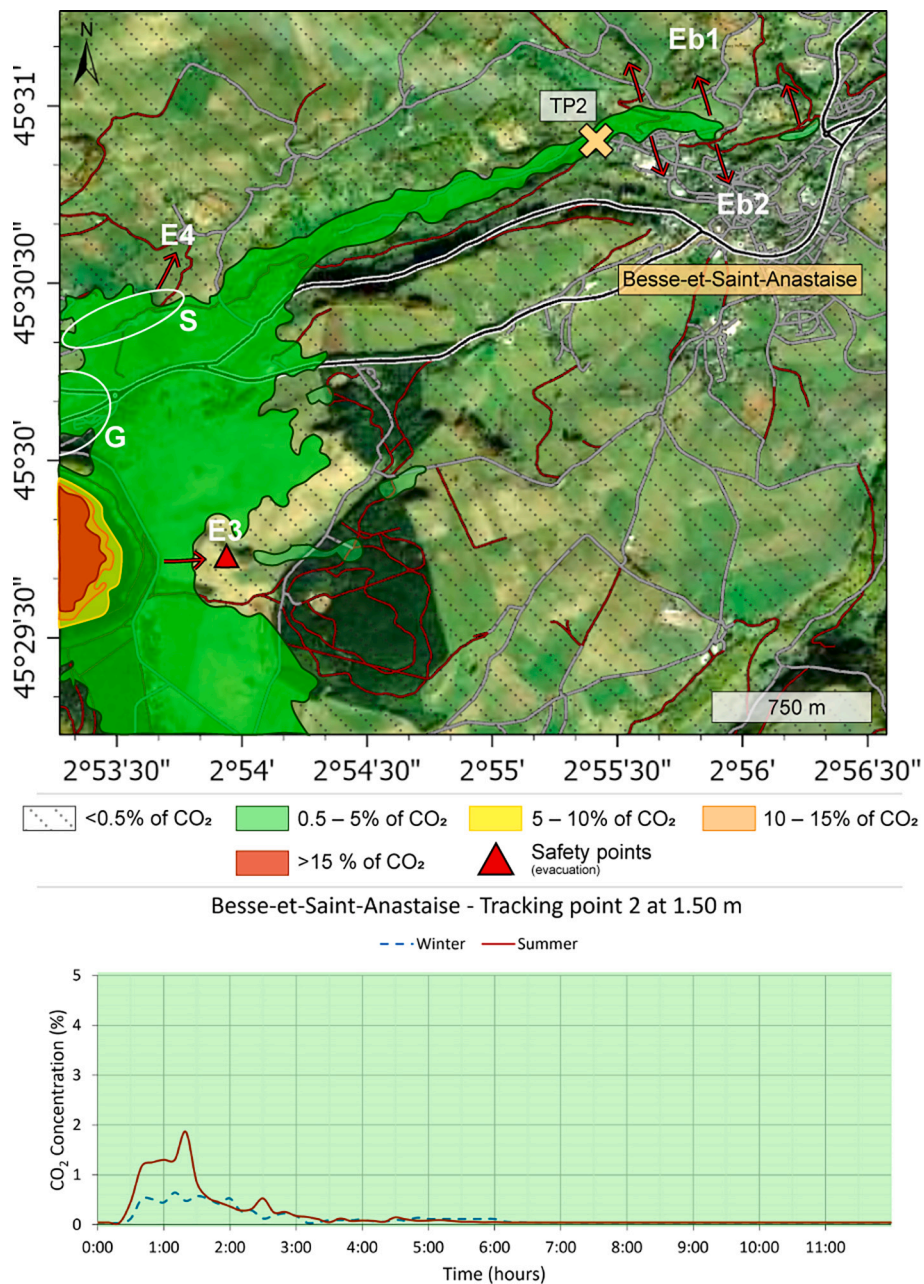 N
Eb1
TP2
Eb2
E4
Besse-et-Saint-Anastaise
S
G
E3
750 m
45°31'
45°30'30"
45°30'
45°29'30"
2°53'30"
2°54'
2°54'30"
2°55'
2°55'30"
2°56'
2°56'30"
<0.5% of CO₂
0.5 – 5% of CO₂
5 – 10% of CO₂
10 – 15% of CO₂
>15 % of CO₂
Safety points
(evacuation)
Besse-et-Saint-Anastaise - Tracking point 2 at 1.50 m
Winter
Summer
CO₂ Concentration (%)
5
4
3
2
1
0
0:00
1:00
2:00
3:00
4:00
5:00
6:00
7:00
8:00
9:00
10:00
11:00
Time (hours)